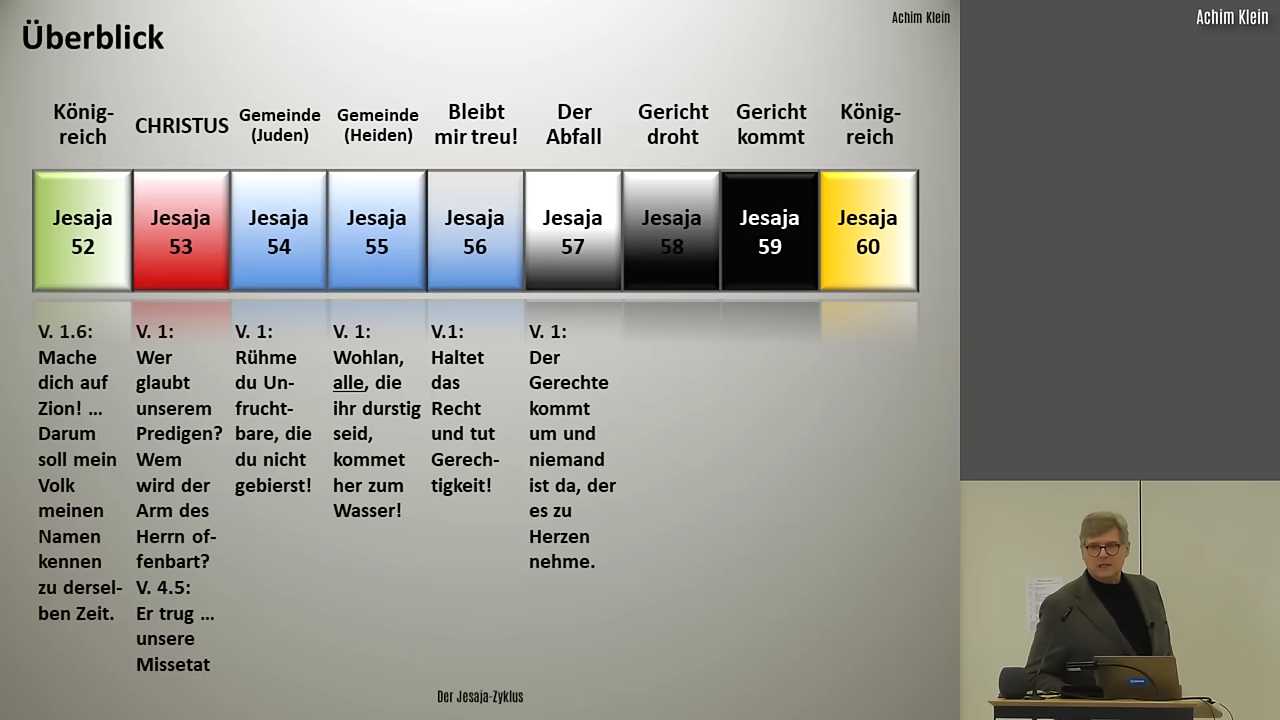 Achim Klein
Achim Klein
Überblick
König-
reich
CHRISTUS
Gemeinde
(Juden)
Gemeinde
(Heiden)
Bleibt
mir treu!
Der
Abfall
Gericht
droht
Gericht
kommt
König-
reich
Jesaja
52
Jesaja
53
Jesaja
54
Jesaja
55
Jesaja
56
Jesaja
57
Jesaja
58
Jesaja
59
Jesaja
60
V. 1.6:
Mache
dich auf
Zion! ...
Darum
soll mein
Volk
meinen
Namen
kennen
zu dersel-
ben Zeit.
V. 1:
Wer
glaubt
unserem
Predigen?
Wem
wird der
Arm des
Herrn of-
fenbart?
V. 4.5:
Er trug ...
unsere
Missetat
V. 1:
Rühme
du Un-
frucht-
bare, die
du nicht
gebierst!
V. 1:
Wohlan,
alle, die
ihr durstig
seid,
kommet
her zum
Wasser!
V.1:
Haltet
das
Recht
und tut
Gerech-
tigkeit!
V. 1:
Der
Gerechte
kommt
um und
niemand
ist da, der
es zu
Herzen
nehme.
Der Jesaja-Zyklus